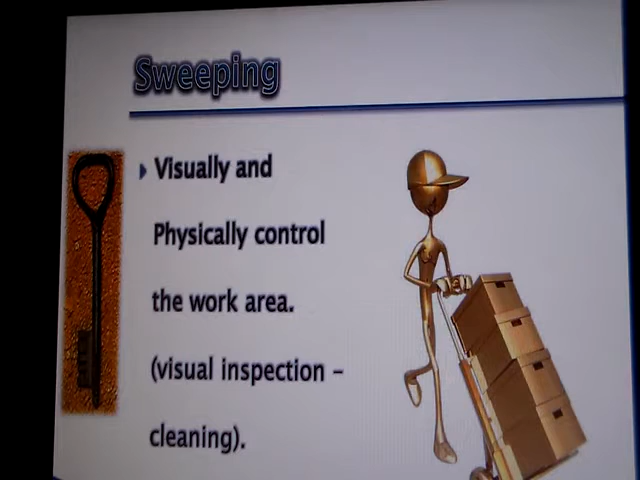 Sweeping
Visually and
Physically control
the work area.
(visual inspection –
cleaning).